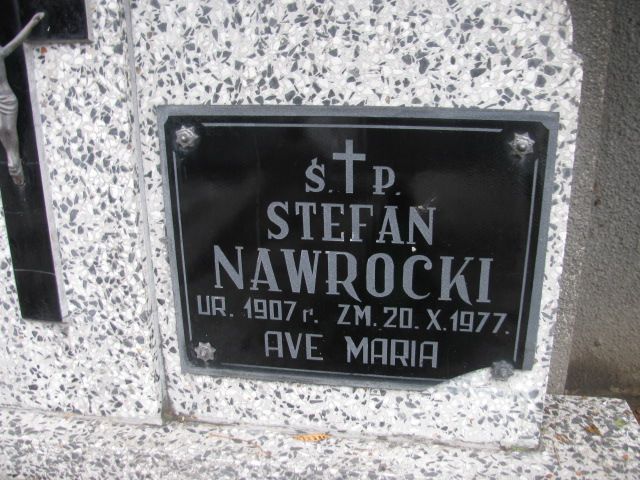 Ś. P.
STEFAN
NAWROCKI
UR. 1907 r. ZM. 20. X. 1977.
AVE MARIA